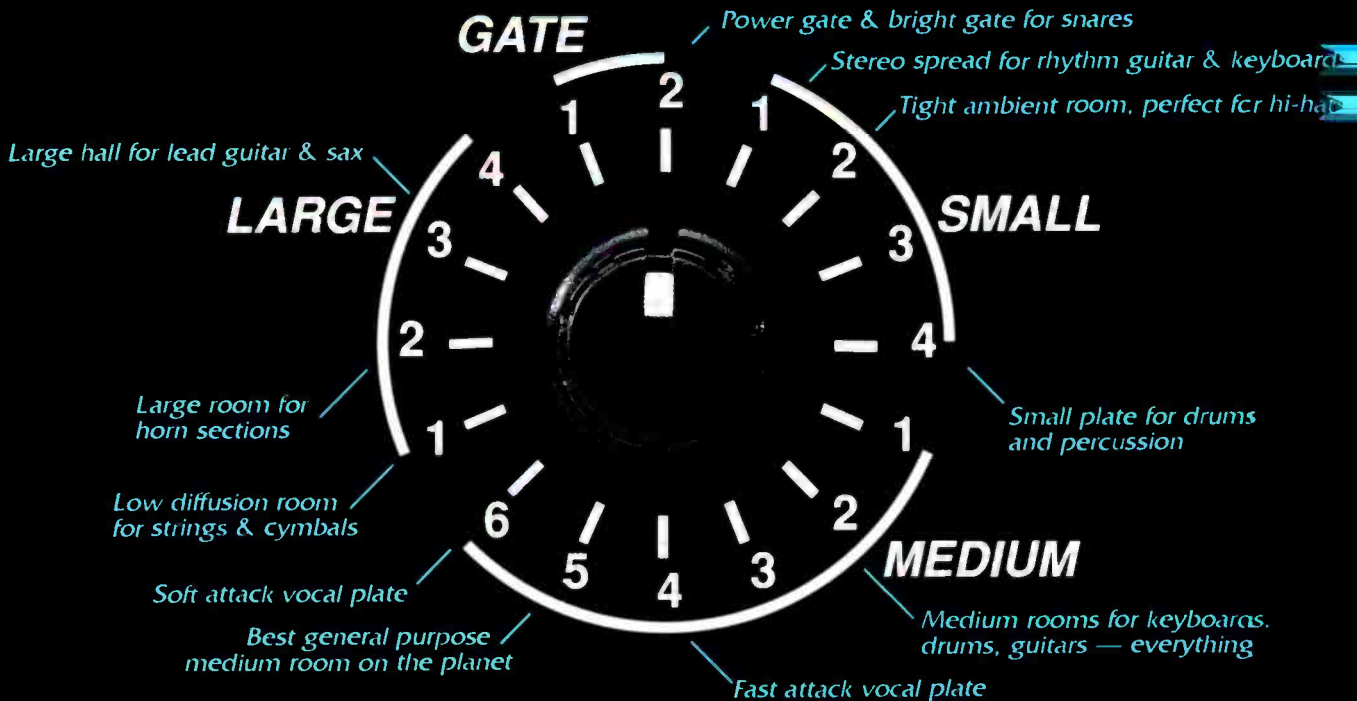 GATE
Power gate & bright gate for snares
Stereo spread for rhythm guitar & keyboard
Tight ambient room, perfect for hi-hat
1
2
1
2
3
4
SMALL
Large hall for lead guitar & sax
LARGE
4
3
2
1
Large room for
horn sections
Low diffusion room
for strings & cymbals
Small plate for drums
and percussion
1
2
3
4
5
6
MEDIUM
Soft attack vocal plate
Best general purpose
medium room on the planet
Medium rooms for keyboards,
drums, guitars — everything
Fast attack vocal plate